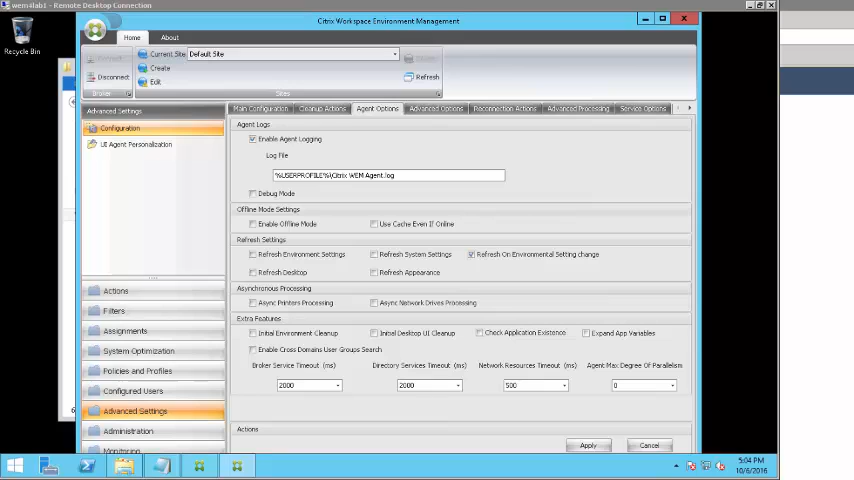 wem4lab1 - Remote Desktop Connection
Recycle Bin
Citrix Workspace Environment Management
Home
About
Current Site
Default Site
Create
Edit
Disconnect
Refresh
Broker
Sites
Advanced Settings
Configuration
UI Agent Personalization
Actions
Filters
Assignments
System Optimization
Policies and Profiles
Configured Users
Advanced Settings
Administration
Monitoring
Main Configuration
Cleanup Actions
Agent Options
Advanced Options
Reconnection Actions
Advanced Processing
Service Options
Agent Logs
Enable Agent Logging
Log File
%USERPROFILE%\Citrix WEM Agent.log
Debug Mode
Offline Mode Settings
Enable Offline Mode
Use Cache Even If Online
Refresh Settings
Refresh Environment Settings
Refresh System Settings
Refresh On Environmental Setting change
Refresh Desktop
Refresh Appearance
Asynchronous Processing
Async Printers Processing
Async Network Drives Processing
Extra Features
Initial Environment Cleanup
Initial Desktop UI Cleanup
Check Application Existence
Expand App Variables
Enable Cross Domains User Groups Search
Broker Service Timeout (ms)
Directory Services Timeout (ms)
Network Resources Timeout (ms)
Agent Max Degree Of Parallelism
2000
2000
500
0
Actions
Apply
Cancel
5:04 PM
10/6/2016